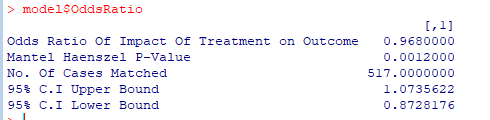 > model$OddsRatio
[,1]
Odds Ratio Of Impact Of Treatment on Outcome 0.9680000
Mantel Haenszel P-Value 0.0012000
No. Of Cases Matched 517.0000000
95% C.I Upper Bound 1.0735622
95% C.I Lower Bound 0.8728176
>